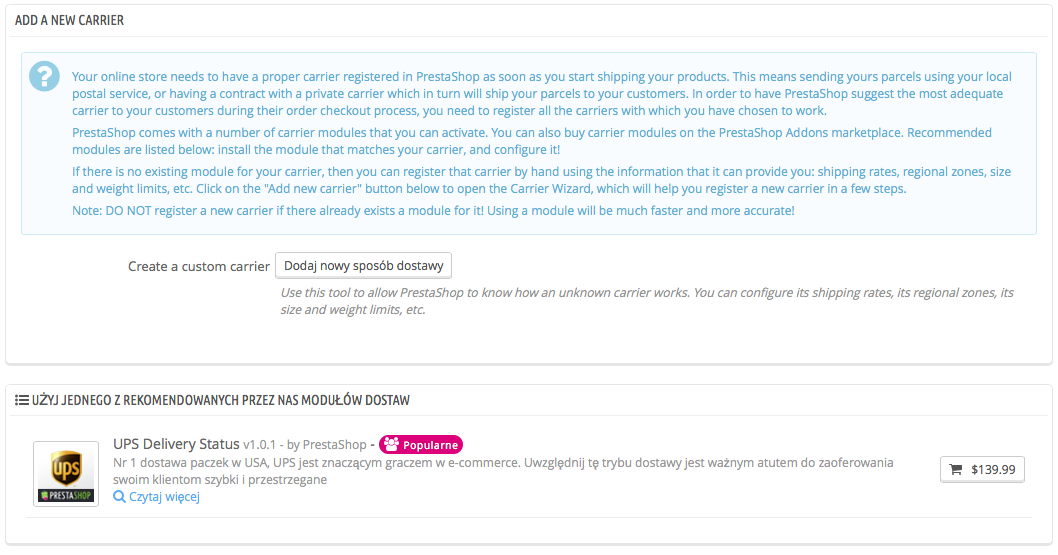 ADD A NEW CARRIER
Your online store needs to have a proper carrier registered in PrestaShop as soon as you start shipping your products. This means sending yours parcels using your local
postal service, or having a contract with a private carrier which in turn will ship your parcels to your customers. In order to have PrestaShop suggest the most adequate
carrier to your customers during their order checkout process, you need to register all the carriers with which you have chosen to work.
PrestaShop comes with a number of carrier modules that you can activate. You can also buy carrier modules on the PrestaShop Addons marketplace. Recommended
modules are listed below: install the module that matches your carrier, and configure it!
If there is no existing module for your carrier, then you can register that carrier by hand using the information that it can provide you: shipping rates, regional zones, size
and weight limits, etc. Click on the "Add new carrier" button below to open the Carrier Wizard, which will help you register a new carrier in a few steps.
Note: DO NOT register a new carrier if there already exists a module for it! Using a module will be much faster and more accurate!
Create a custom carrier Dodaj nowy sposób dostawy
Use this tool to allow PrestaShop to know how an unknown carrier works. You can configure its shipping rates, its regional zones, its
size and weight limits, etc.
UŻYJ JEDNEGO Z REKOMENDOWANYCH PRZEZ NAS MODUŁÓW DOSTAW
UPS Delivery Status v1.0.1 - by PrestaShop - Popularne
Nr 1 dostawa paczek w USA, UPS jest znaczącym graczem w e-commerce. Uwzględnij tę trybu dostawy jest ważnym atutem do zaoferowania
swoim klientom szybki i przestrzegane
Czytaj więcej
ups
PRESTASHOP
$139.99